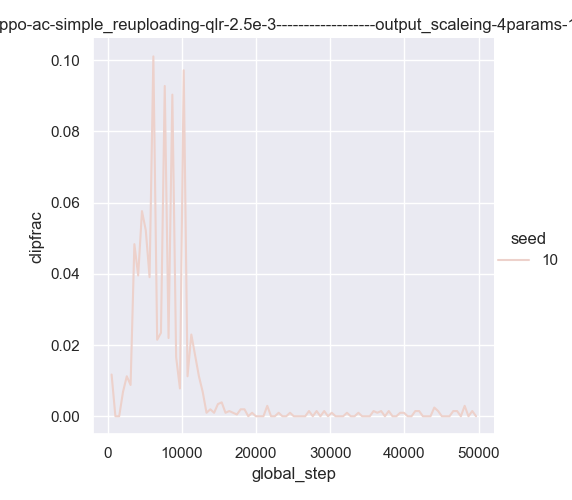 ppo-ac-simple_reuploading-qlr-2.5e-3------------------output_scaleing-4params-1
0.10
0.08
0.06
0.04
0.02
0.00
clipfrac
0 10000 20000 30000 40000 50000
global_step
seed
10